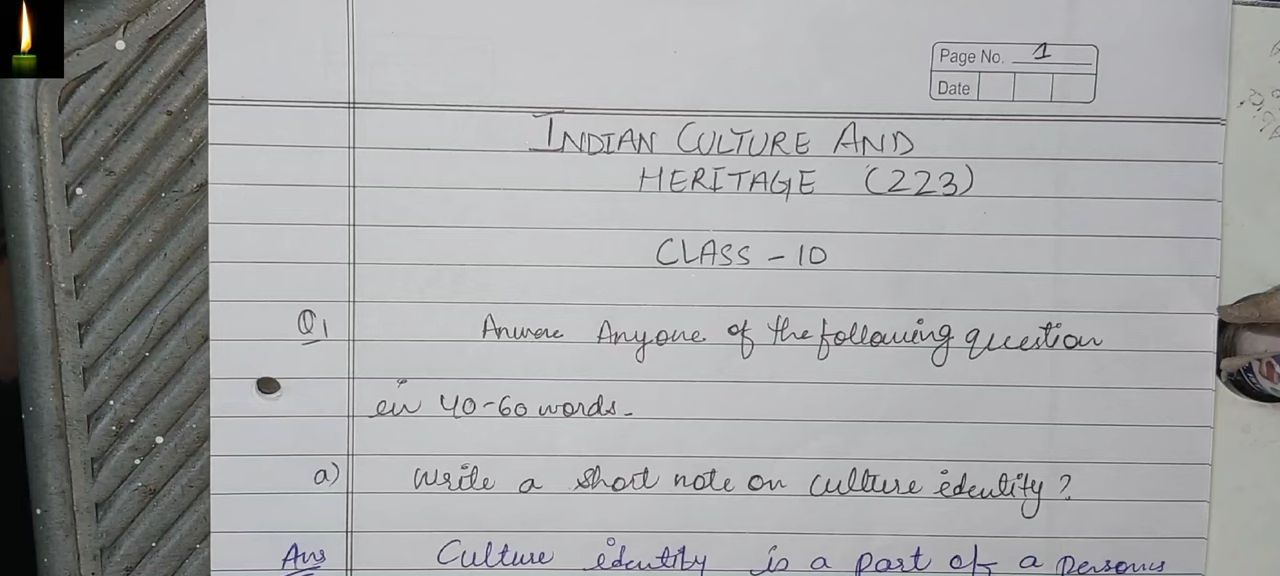 Page No. 1
Date
INDIAN CULTURE AND
HERITAGE (223)
CLASS - 10
Q1 Anwere Anyone of the following question
in 40-60 words-
a) Write a short note on culture identity?
Ans Culture identity is a part of a persons